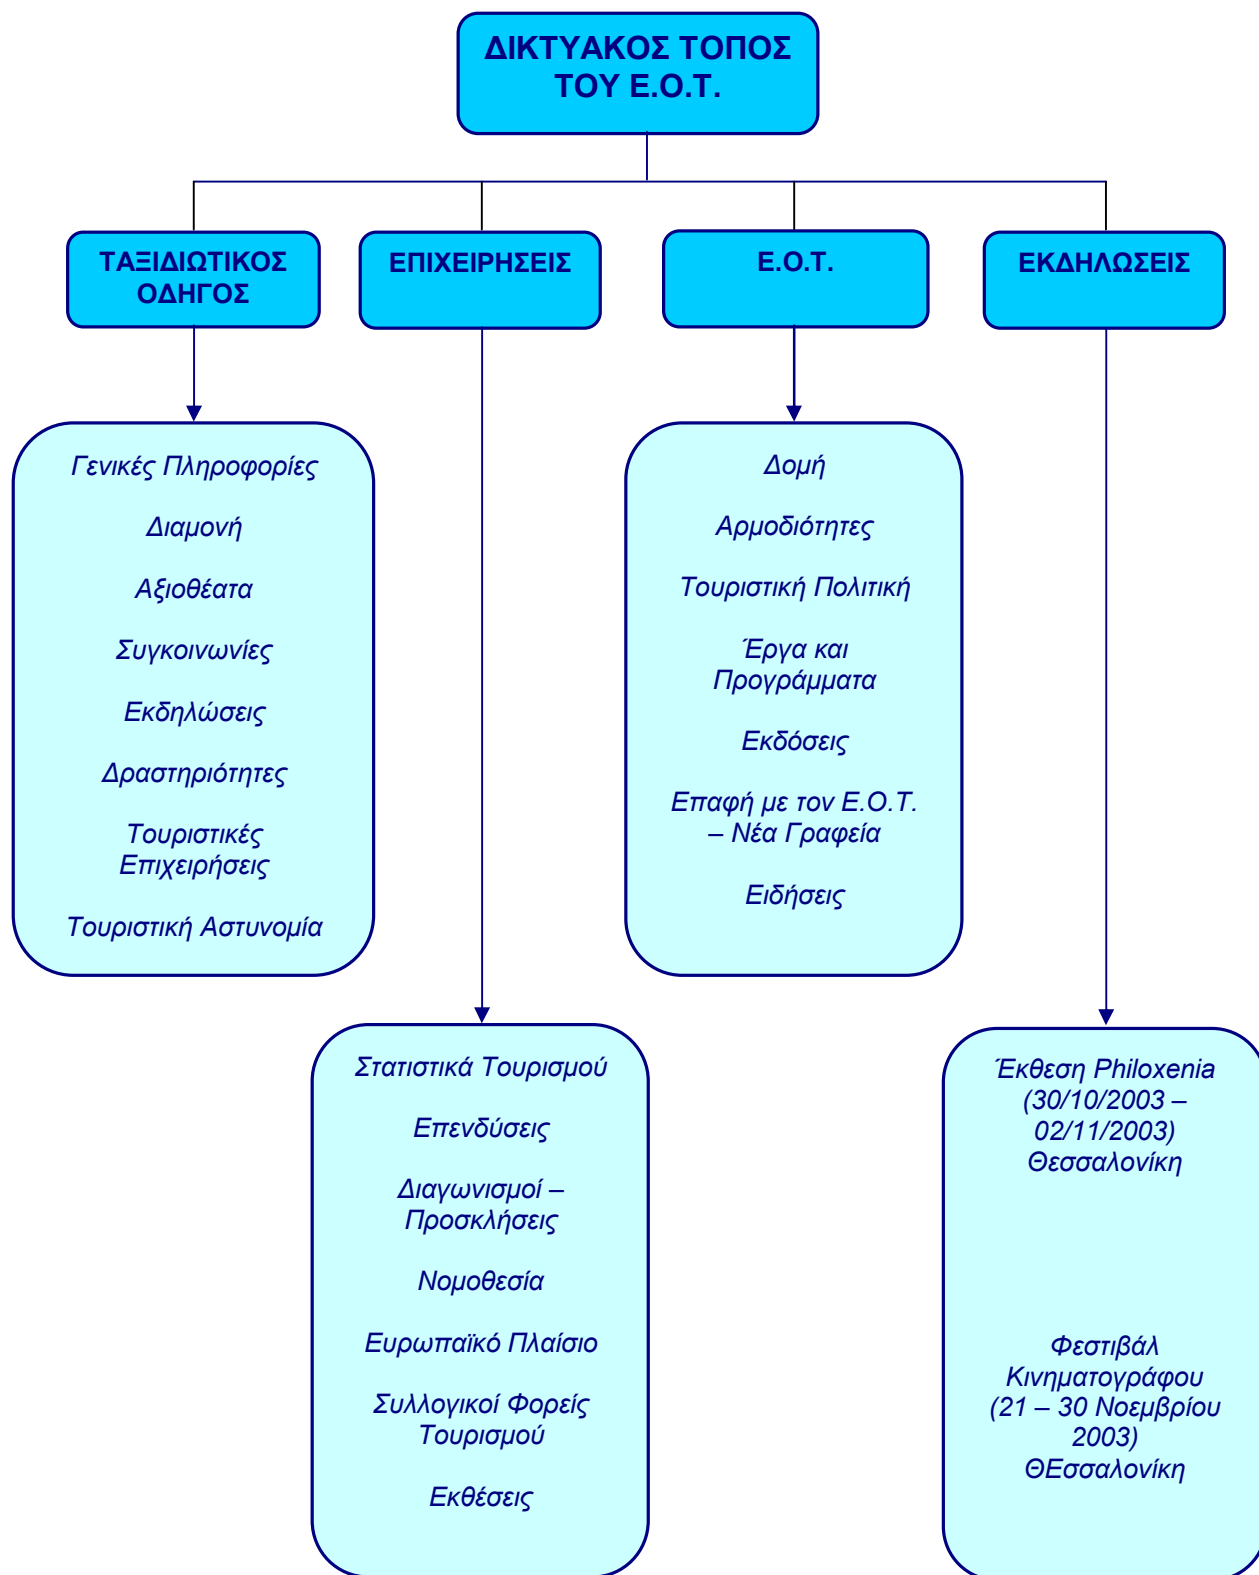 ΔΙΚΤΥΑΚΟΣ ΤΟΠΟΣ
ΤΟΥ Ε.Ο.Τ.
ΤΑΞΙΔΙΩΤΙΚΟΣ
ΟΔΗΓΟΣ
ΕΠΙΧΕΙΡΗΣΕΙΣ
Ε.Ο.Τ.
ΕΚΔΗΛΩΣΕΙΣ
Γενικές Πληροφορίες
Διαμονή
Αξιοθέατα
Συγκοινωνίες
Εκδηλώσεις
Δραστηριότητες
Τουριστικές
Επιχειρήσεις
Τουριστική Αστυνομία
Δομή
Αρμοδιότητες
Τουριστική Πολιτική
Έργα και
Προγράμματα
Εκδόσεις
Επαφή με τον Ε.Ο.Τ.
– Νέα Γραφεία
Ειδήσεις
Στατιστικά Τουρισμού
Επενδύσεις
Διαγωνισμοί –
Προσκλήσεις
Νομοθεσία
Ευρωπαϊκό Πλαίσιο
Συλλογικοί Φορείς
Τουρισμού
Εκθέσεις
Έκθεση Philoxenia
(30/10/2003 –
02/11/2003)
Θεσσαλονίκη
Φεστιβάλ
Κινηματογράφου
(21 – 30 Νοεμβρίου
2003)
ΘΕσσαλονίκη